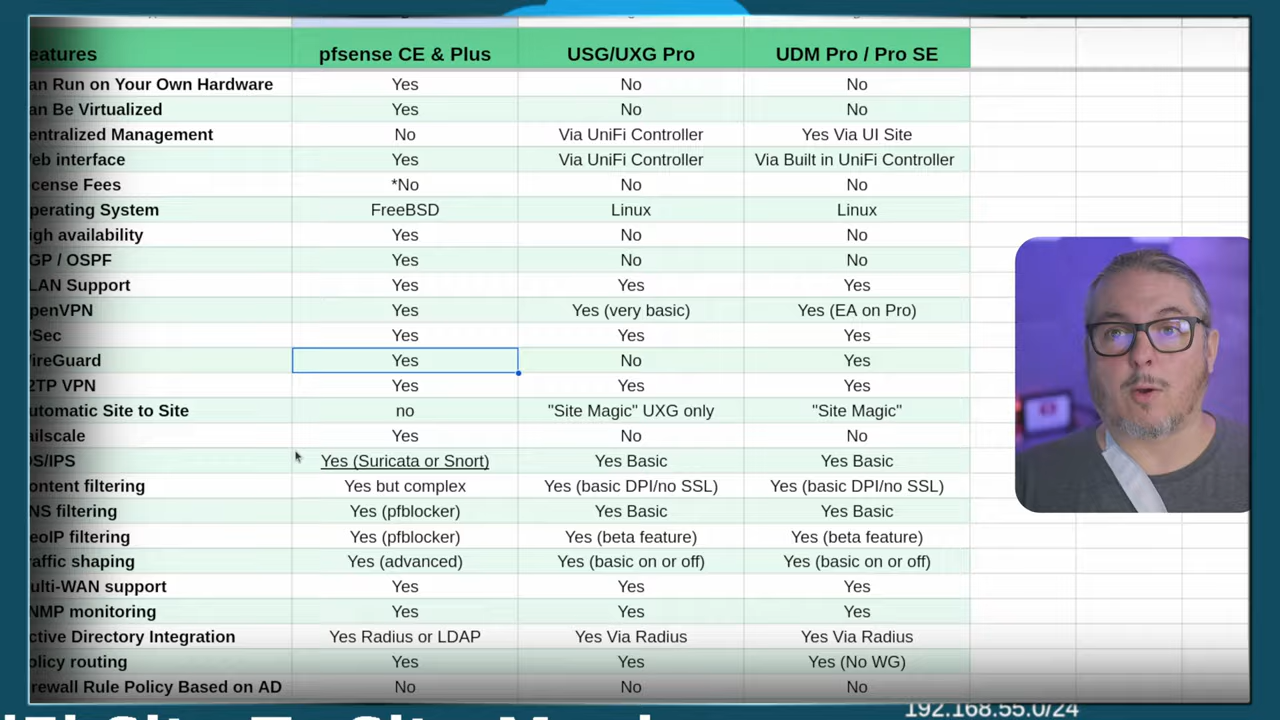 eatures pfsense CE & Plus USG/UXG Pro UDM Pro / Pro SE
an Run on Your Own Hardware Yes No No
an Be Virtualized Yes No No
entralized Management No Via UniFi Controller Yes Via UI Site
eb interface Yes Via UniFi Controller Via Built in UniFi Controller
cense Fees *No No No
perating System FreeBSD Linux Linux
igh availability Yes No No
GP / OSPF Yes No No
LAN Support Yes Yes Yes
penVPN Yes Yes (very basic) Yes (EA on Pro)
PSec Yes Yes Yes
ireGuard Yes No Yes
2TP VPN Yes Yes Yes
utomatic Site to Site no "Site Magic" UXG only "Site Magic"
ailscale Yes No No
DS/IPS Yes (Suricata or Snort) Yes Basic Yes Basic
ontent filtering Yes but complex Yes (basic DPI/no SSL) Yes (basic DPI/no SSL)
NS filtering Yes (pfblocker) Yes Basic Yes Basic
eoIP filtering Yes (pfblocker) Yes (beta feature) Yes (beta feature)
affic shaping Yes (advanced) Yes (basic on or off) Yes (basic on or off)
ulti-WAN support Yes Yes Yes
NMP monitoring Yes Yes Yes
ctive Directory Integration Yes Radius or LDAP Yes Via Radius Yes Via Radius
olicy routing Yes Yes Yes (No WG)
rewall Rule Policy Based on AD No No No
192.168.55.0/24